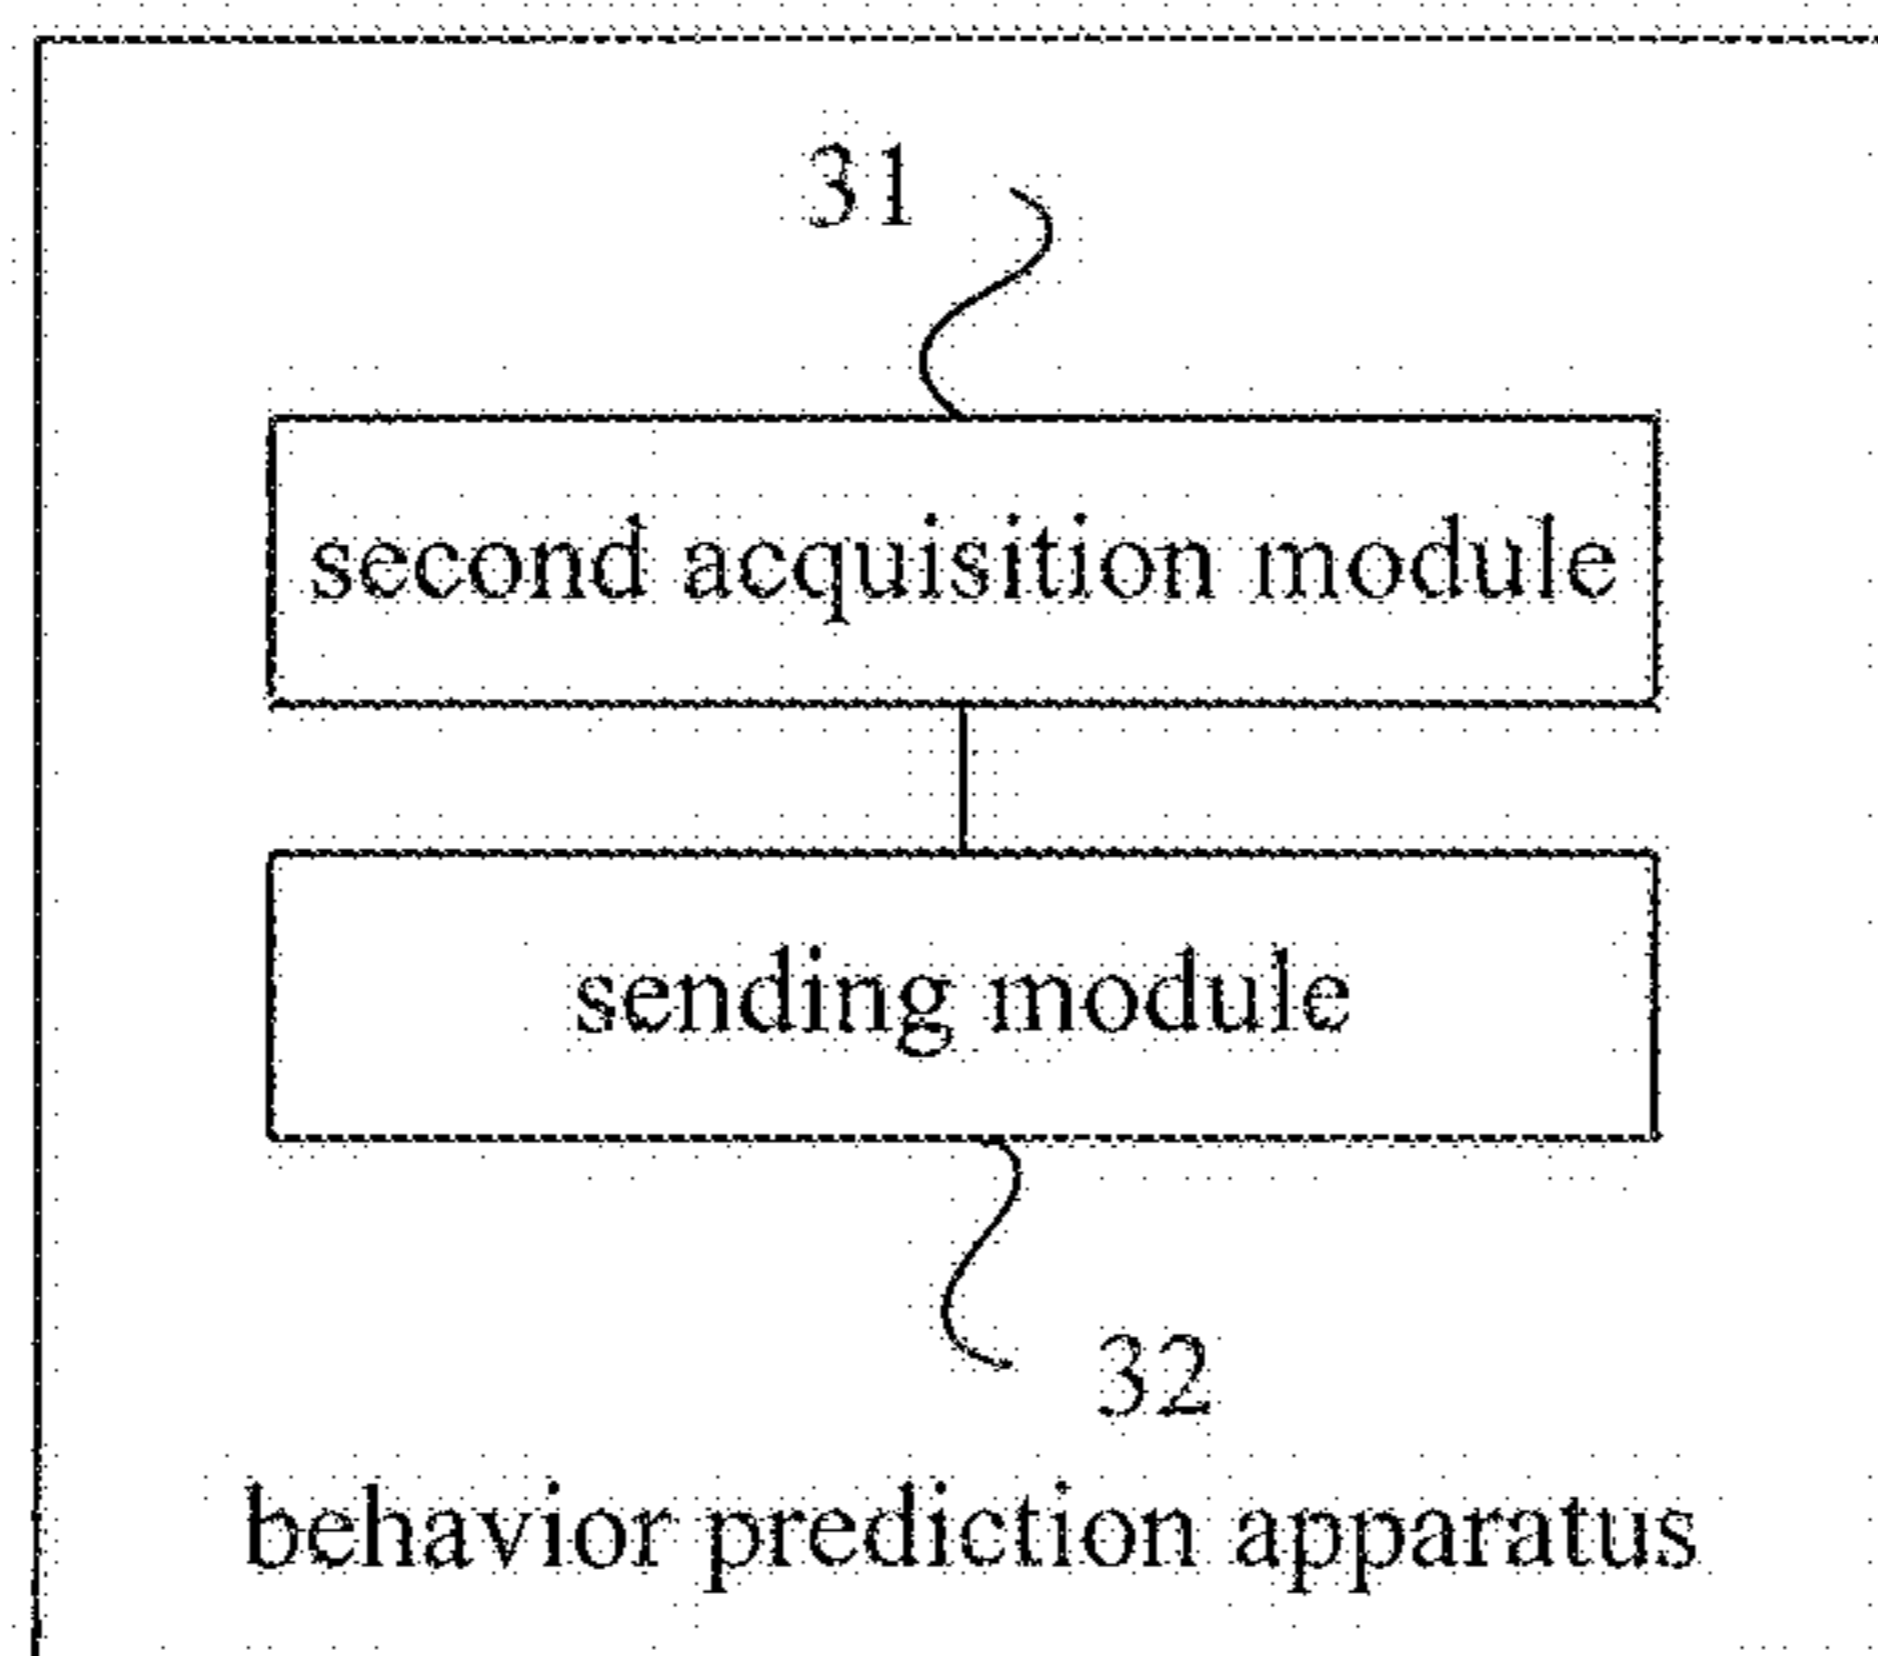 31
second acquisition module
sending module
32
behavior prediction apparatus